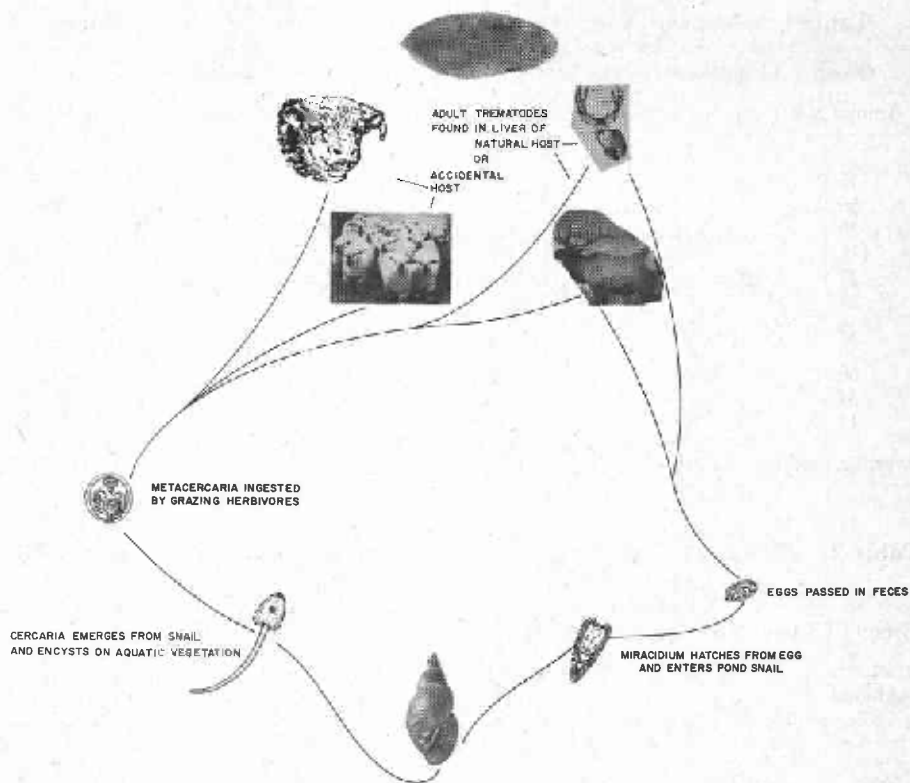 ADULT TREMATODES
FOUND IN LIVER OF
NATURAL HOST
OR
ACCIDENTAL
HOST
METACERCARIA INGESTED
BY GRAZING HERBIVORES
EGGS PASSED IN FECES
CERCARIA EMERGES FROM SNAIL
AND ENCYSTS ON AQUATIC VEGETATION
MIRACIDIUM HATCHES FROM EGG
AND ENTERS POND SNAIL